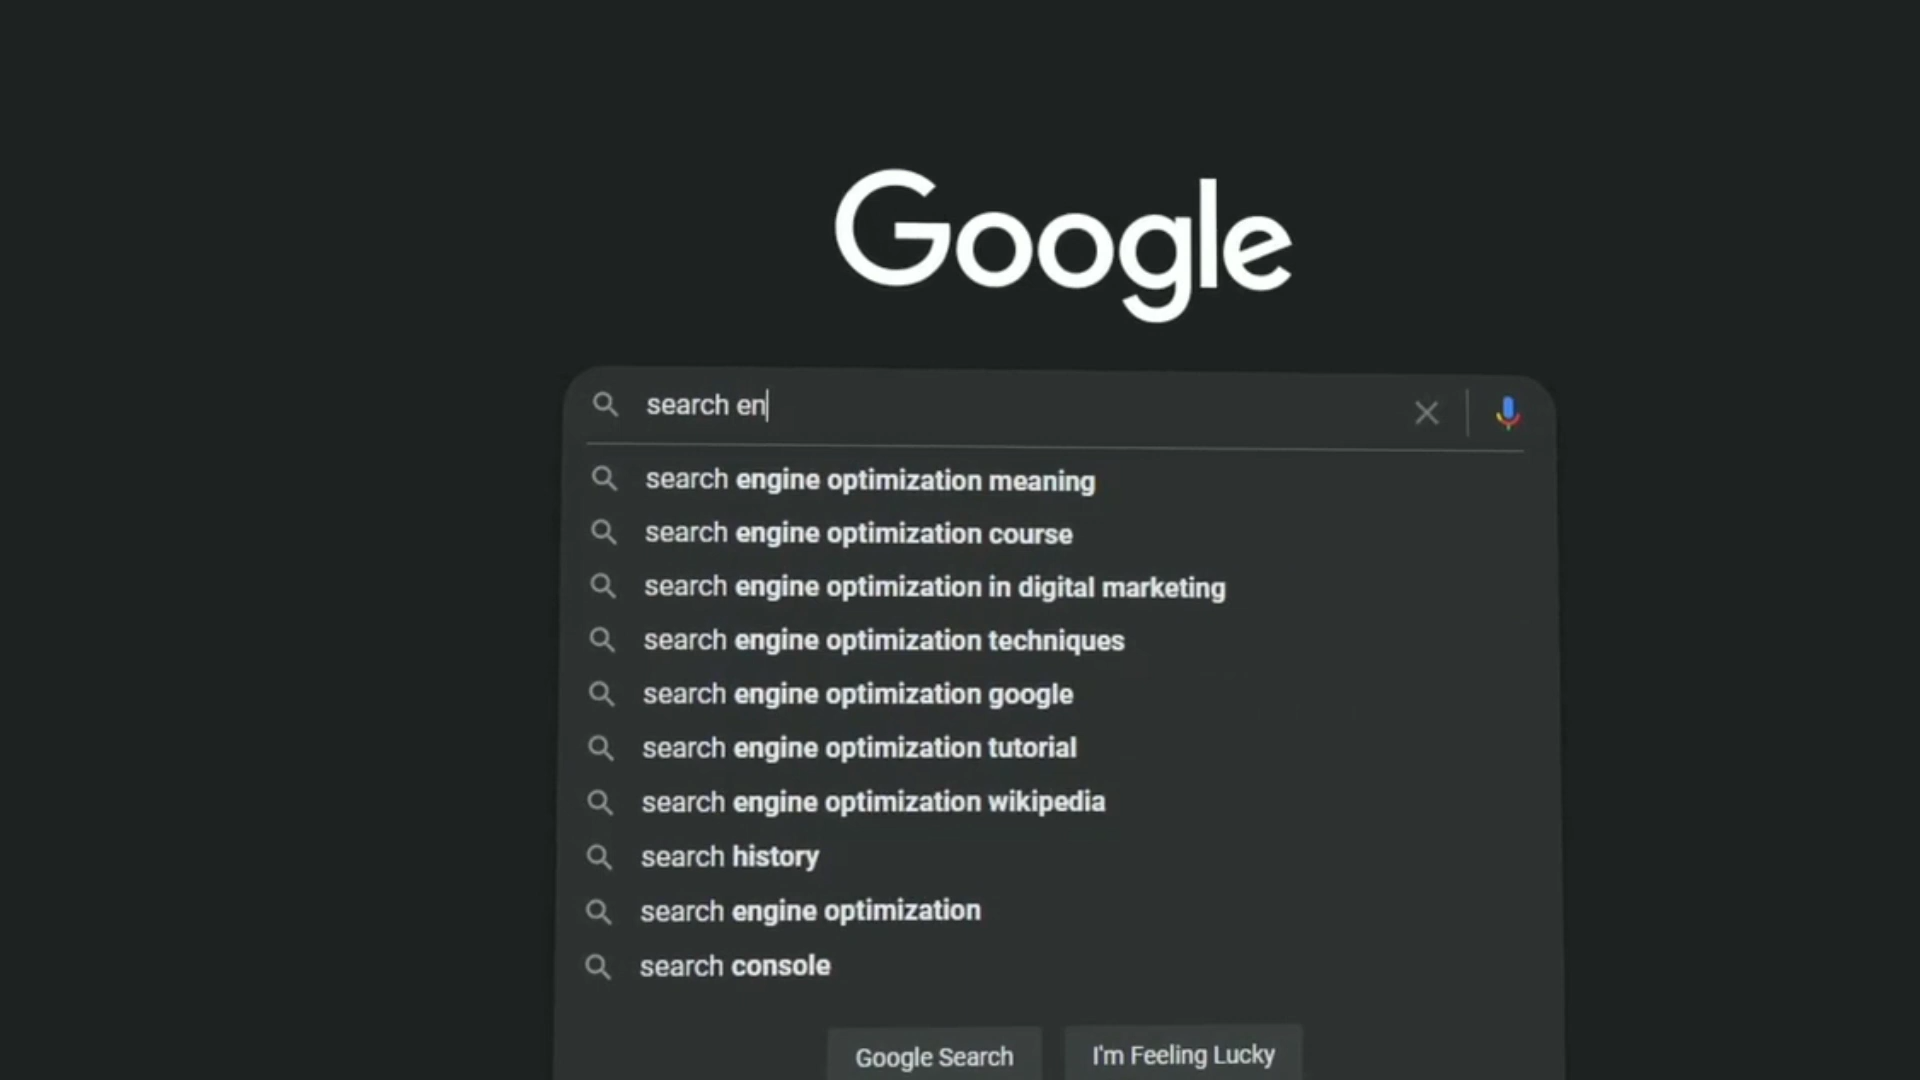 Google
search en
search engine optimization meaning
search engine optimization course
search engine optimization in digital marketing
search engine optimization techniques
search engine optimization google
search engine optimization tutorial
search engine optimization wikipedia
search history
search engine optimization
search console
Google Search
I'm Feeling Lucky